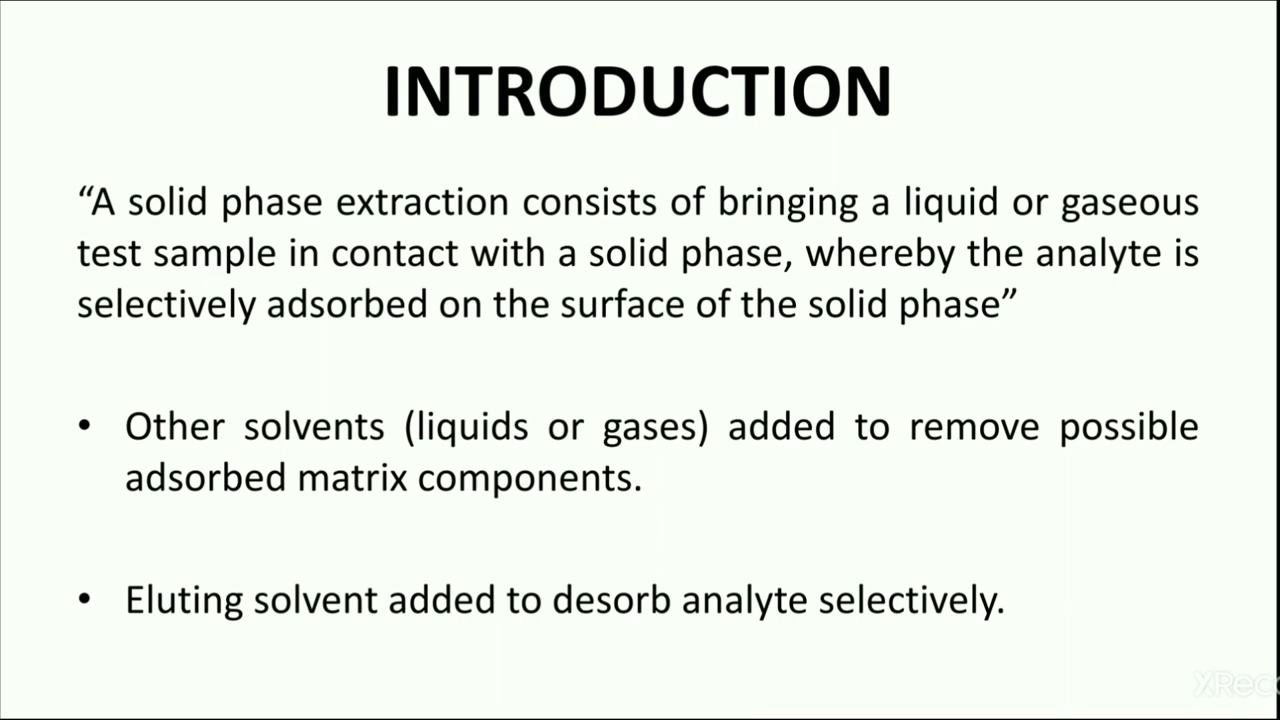 INTRODUCTION
“A solid phase extraction consists of bringing a liquid or gaseous
test sample in contact with a solid phase, whereby the analyte is
selectively adsorbed on the surface of the solid phase”
• Other solvents (liquids or gases) added to remove possible
adsorbed matrix components.
• Eluting solvent added to desorb analyte selectively.